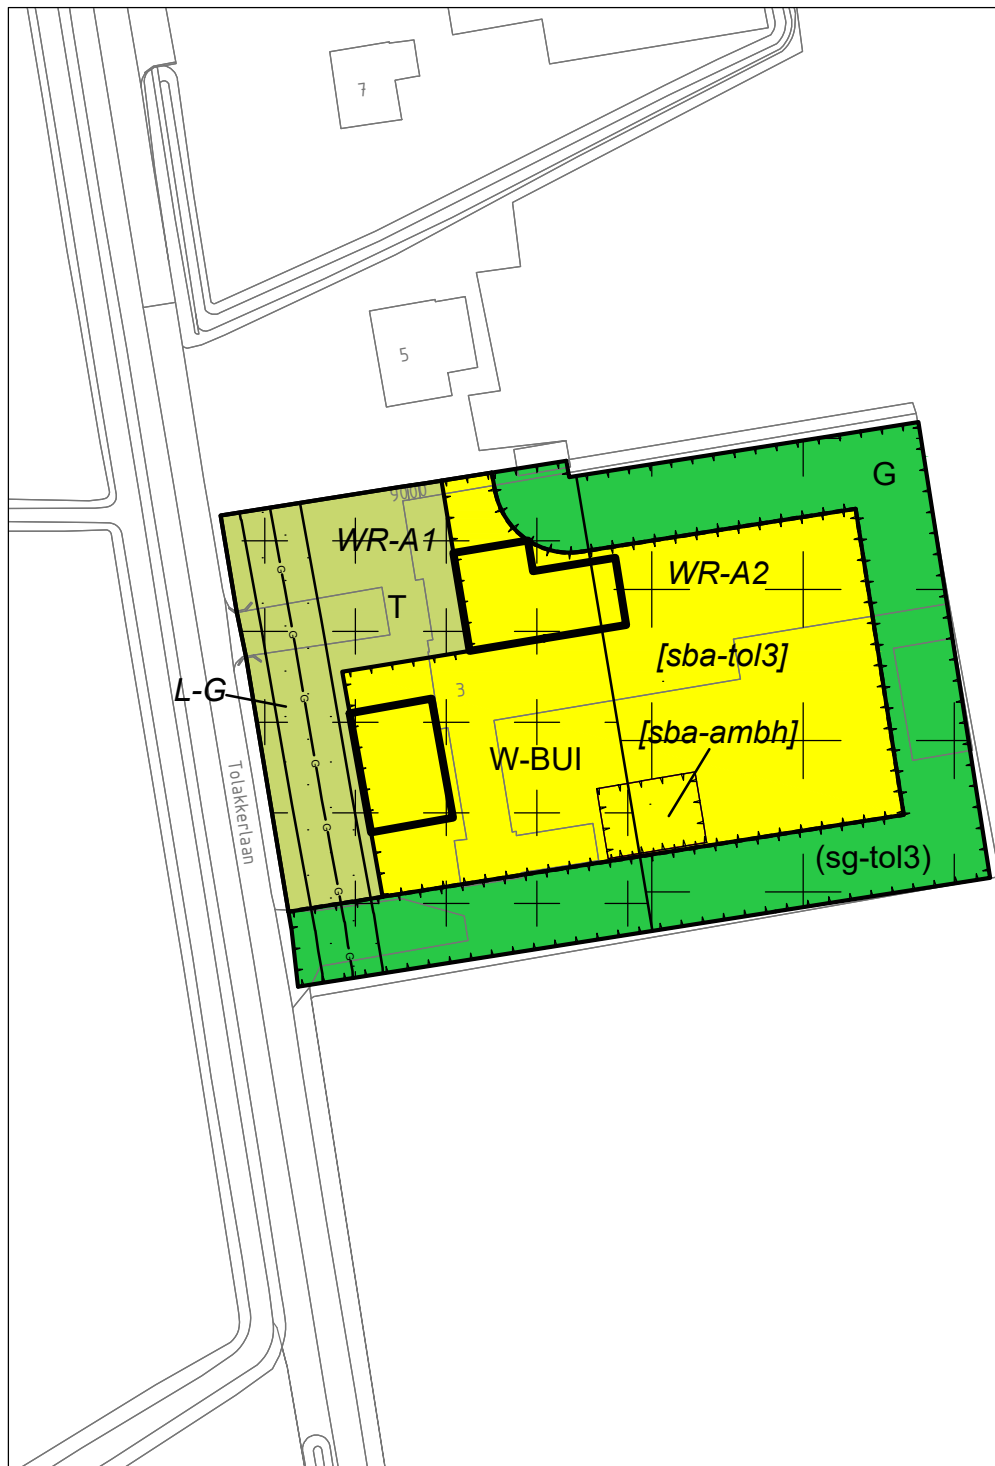 7
5
G
9000
WR-A1
WR-A2
T
[sba-tol3]
L-G
3
[sba-ambh]
W-BUI
Tolakkerlaan
(sg-tol3)
G
G
G
G
G
G
G